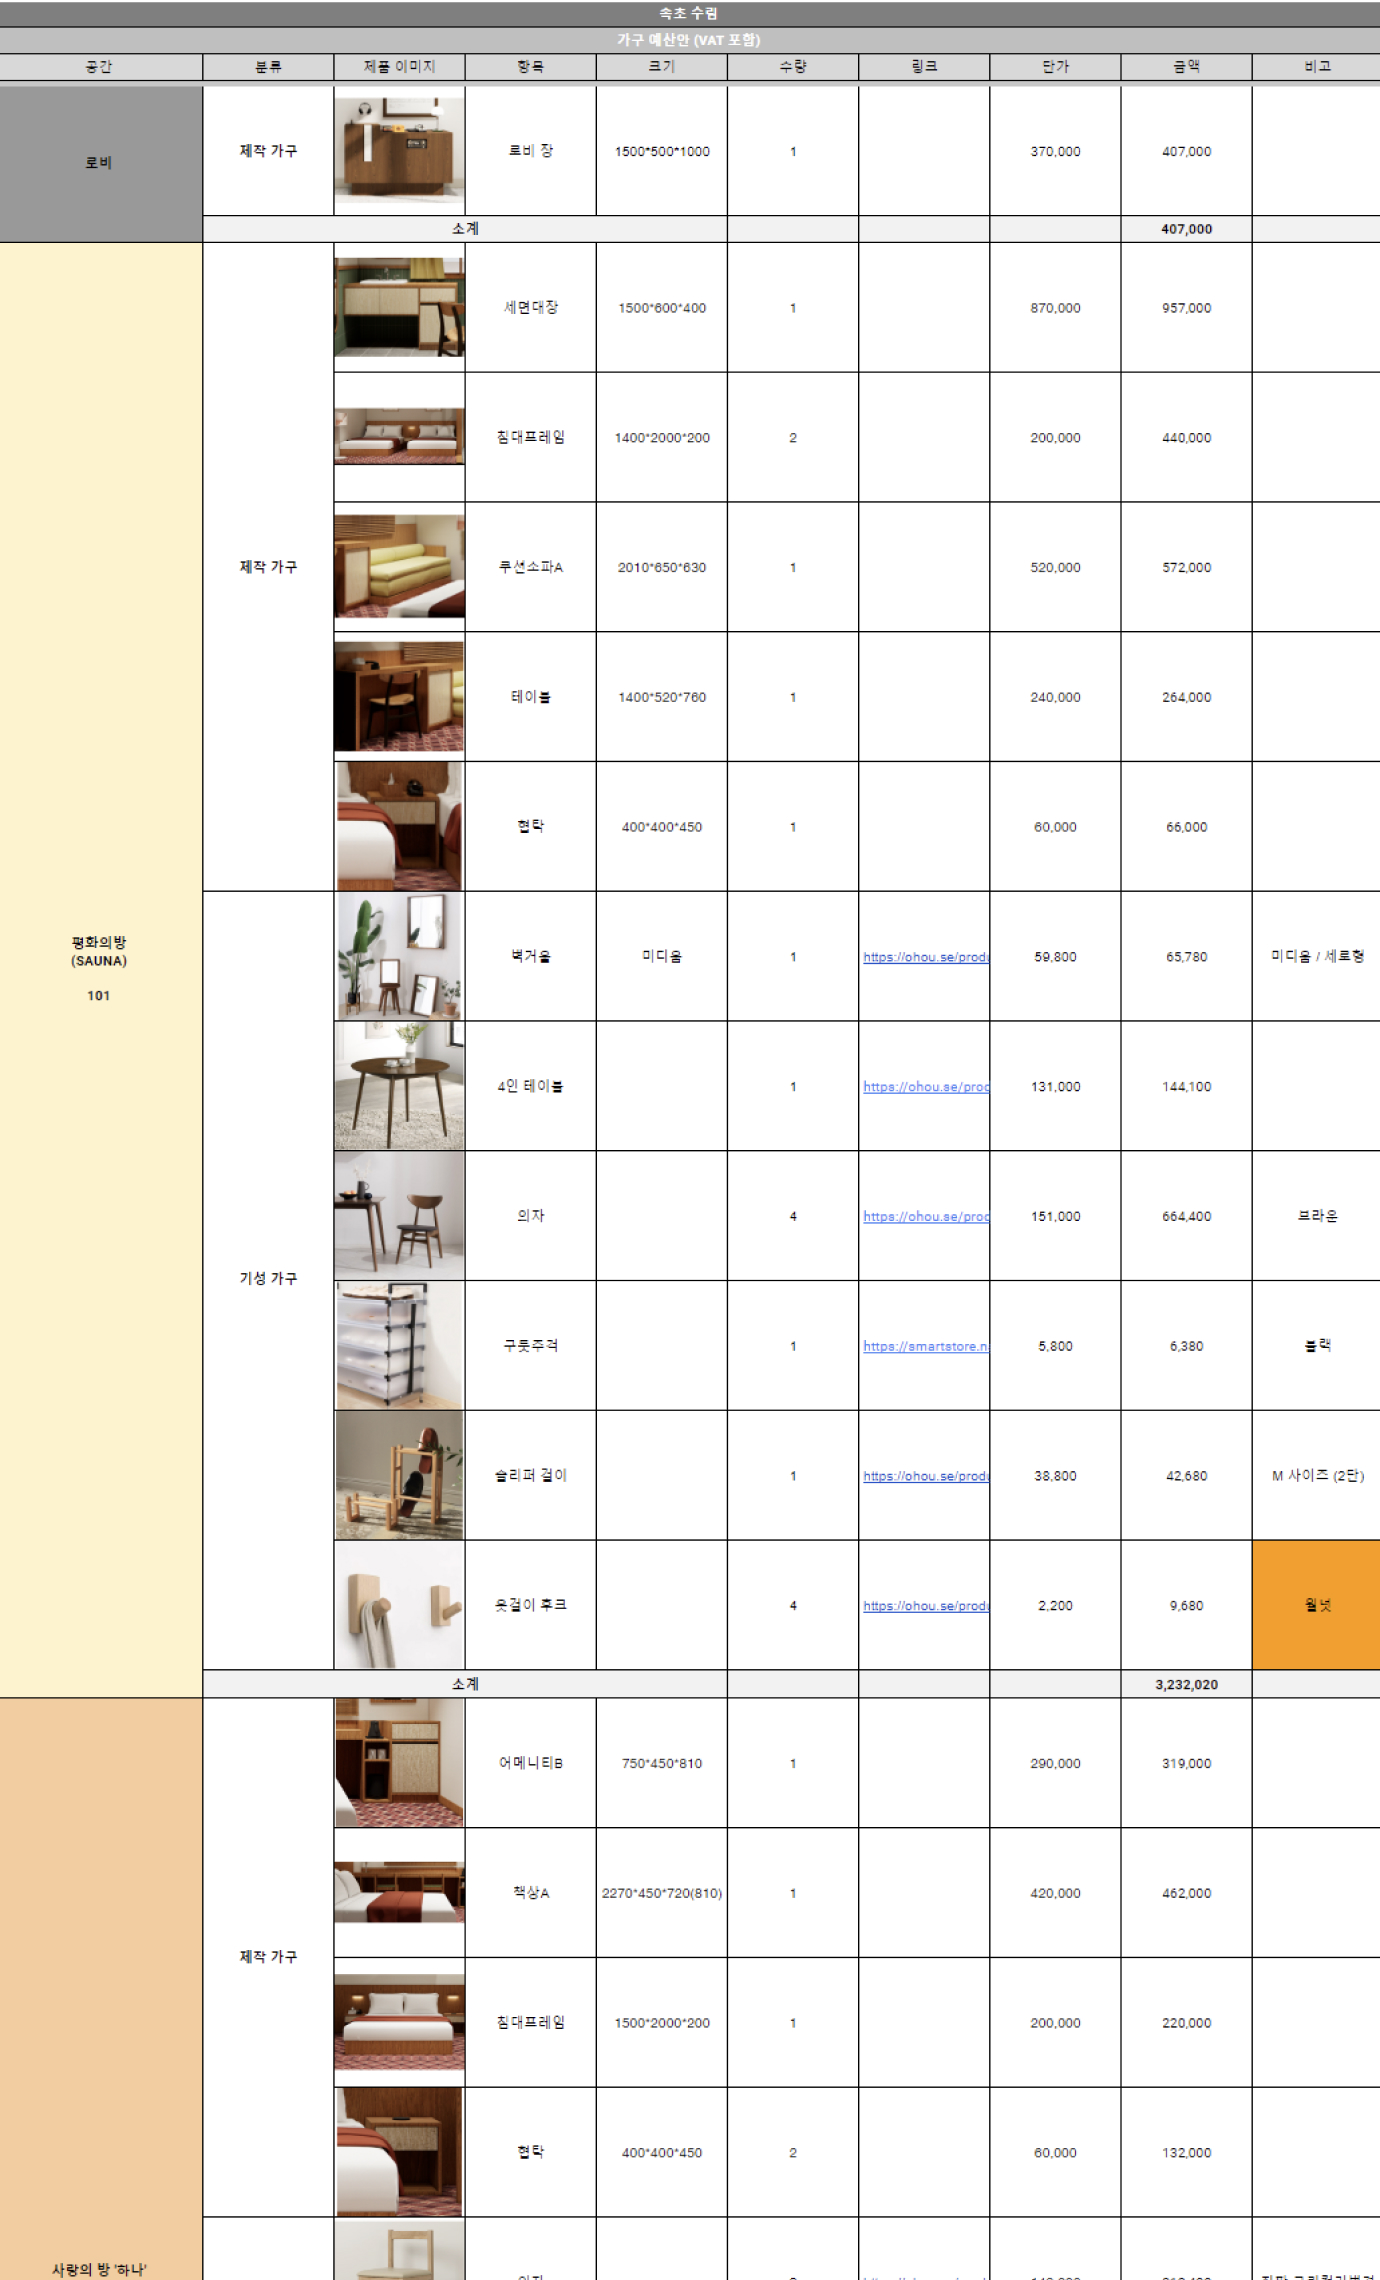 속초 수림
가구 예산안 (VAT 포함)
공간 분류 제품 이미지 항목 크기 수량 링크 단가 금액 비고
로비 제작 가구 로비 장 1500*500*1000 1 370,000 407,000
소계 407,000
평화의방
(SAUNA)
101
제작 가구
세면대장 1500*600*400 1 870,000 957,000
침대프레임 1400*2000*200 2 200,000 440,000
쿠션소파A 2010*650*630 1 520,000 572,000
테이블 1400*520*760 1 240,000 264,000
협탁 400*400*450 1 60,000 66,000
기성 가구
벽거울 미디움 1 https://ohou.se/produ 59,800 65,780 미디움 / 세로형
4인 테이블 1 https://ohou.se/prod 131,000 144,100
의자 4 https://ohou.se/prod 151,000 664,400 브라운
구둣주걱 1 https://smartstore.n 5,800 6,380 블랙
슬리퍼 걸이 1 https://ohou.se/produ 38,800 42,680 M 사이즈 (2단)
옷걸이 후크 4 https://ohou.se/produ 2,200 9,680 월넛
소계 3,232,020
제작 가구
어메니티B 750*450*810 1 290,000 319,000
책상A 2270*450*720(810) 1 420,000 462,000
침대프레임 1500*2000*200 1 200,000 220,000
협탁 400*400*450 2 60,000 132,000
사랑의 방 '하나'